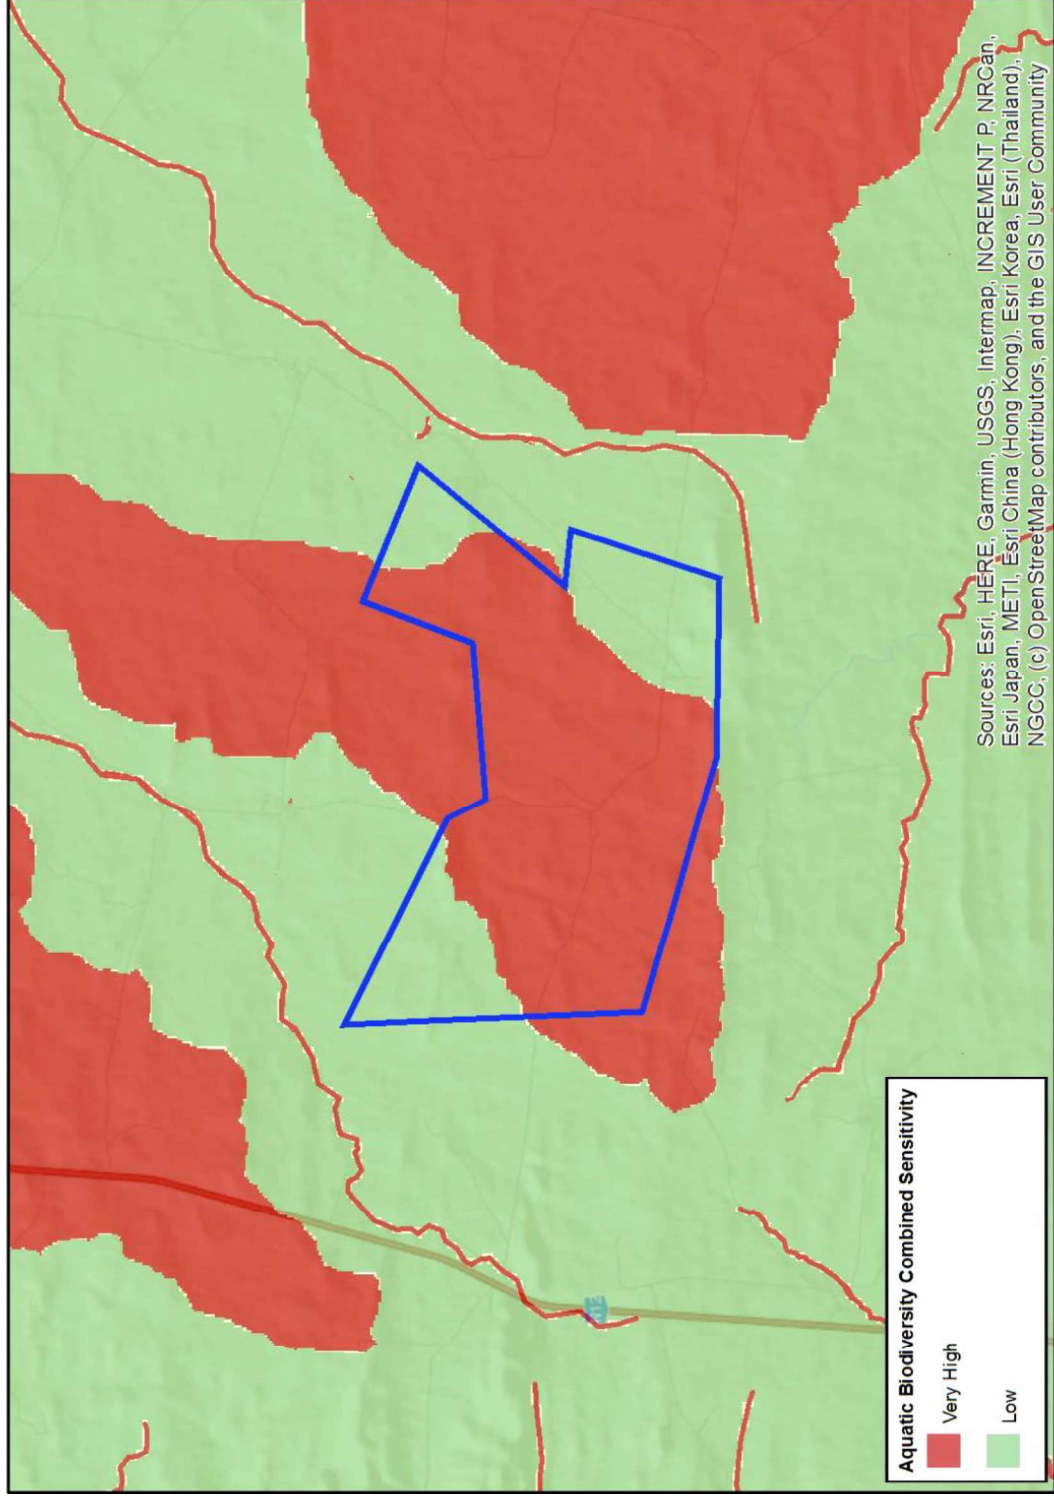 Aquatic Biodiversity Combined Sensitivity
Very High
Low
Sources: Esri, HERE, Garmin, USGS, Intermap, INCREMENT P, NRCan,
Esri Japan, METI, Esri China (Hong Kong), Esri Korea, Esri (Thailand),
NGCC, (c) OpenStreetMap contributors, and the GIS User Community